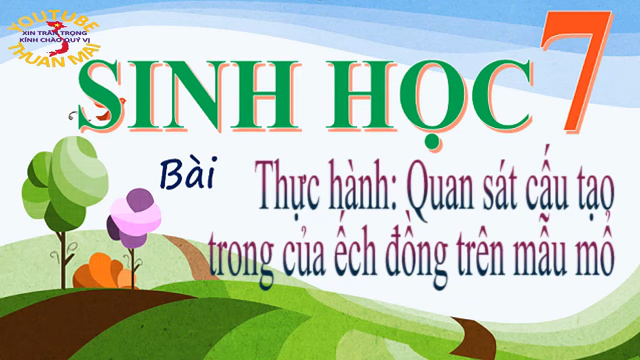 YOUTUBE
XIN TRÂN TRỌNG
KÍNH CHÀO QUÝ VỊ
THUẬN MAI
SINH HỌC 7
Bài
Thực hành: Quan sát cấu tạo
trong của ếch đồng trên mẫu mổ